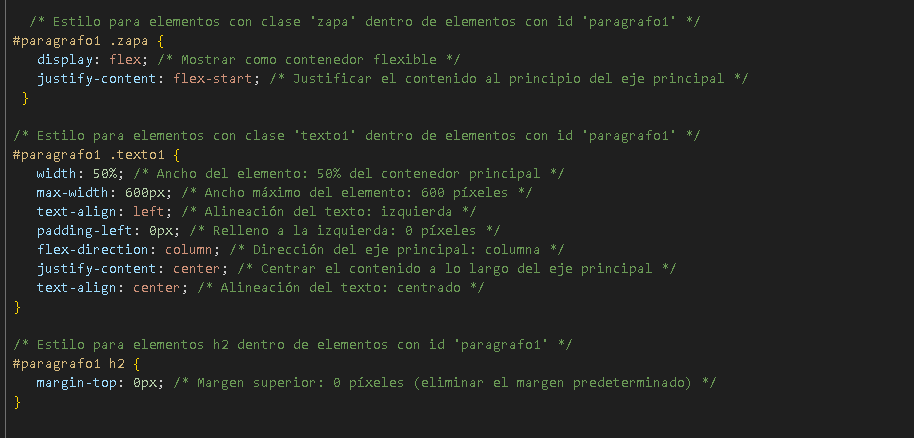 /* Estilo para elementos con clase 'zapa' dentro de elementos con id 'paragrafo1' */
#paragrafo1 .zapa {
display: flex; /* Mostrar como contenedor flexible */
justify-content: flex-start; /* Justificar el contenido al principio del eje principal */
}
/* Estilo para elementos con clase 'texto1' dentro de elementos con id 'paragrafo1' */
#paragrafo1 .texto1 {
width: 50%; /* Ancho del elemento: 50% del contenedor principal */
max-width: 600px; /* Ancho máximo del elemento: 600 píxeles */
text-align: left; /* Alineación del texto: izquierda */
padding-left: 0px; /* Relleno a la izquierda: 0 píxeles */
flex-direction: column; /* Dirección del eje principal: columna */
justify-content: center; /* Centrar el contenido a lo largo del eje principal */
text-align: center; /* Alineación del texto: centrado */
}
/* Estilo para elementos h2 dentro de elementos con id 'paragrafo1' */
#paragrafo1 h2 {
margin-top: 0px; /* Margen superior: 0 píxeles (eliminar el margen predeterminado) */
}